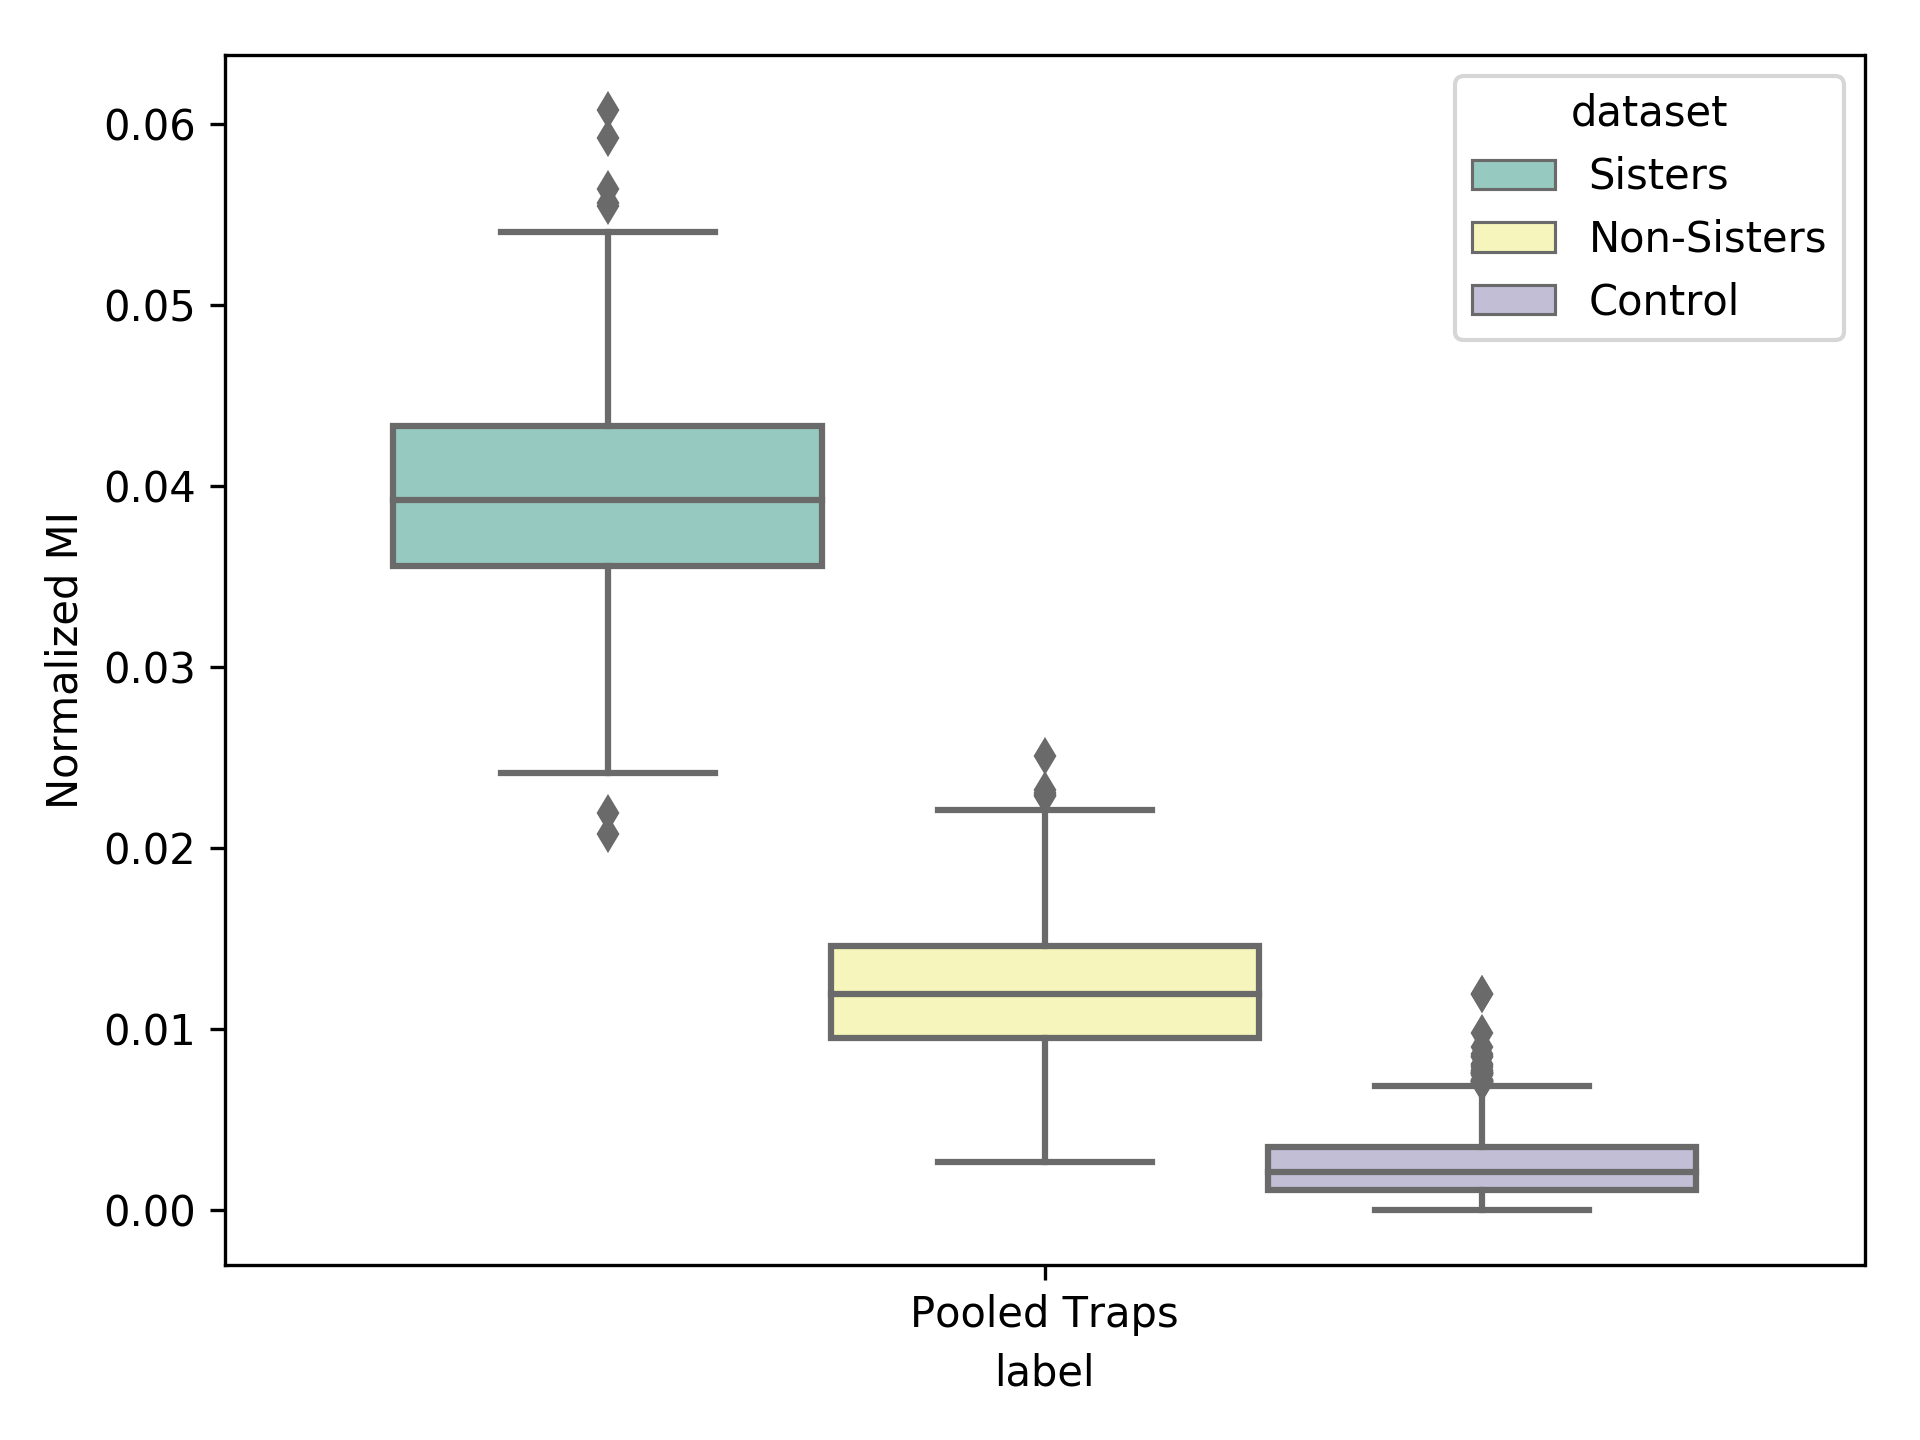 0.06
0.05
0.04
0.03
0.02
0.01
0.00
Normalized MI
Pooled Traps
label
dataset
Sisters
Non-Sisters
Control